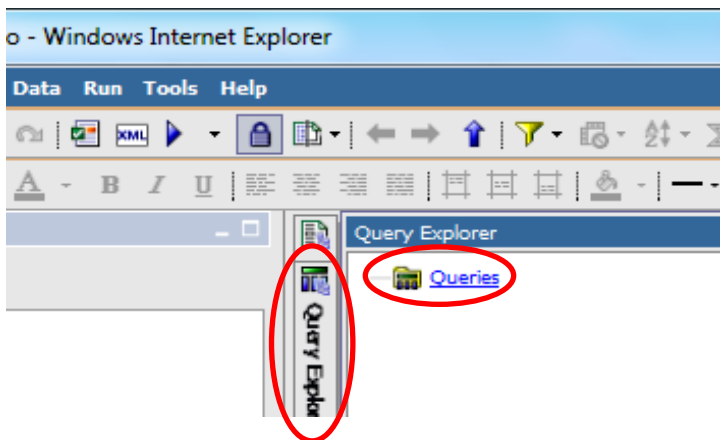 o - Windows Internet Explorer
Data Run Tools Help
XML
A B I U
Query Explorer
Queries
Query Explor